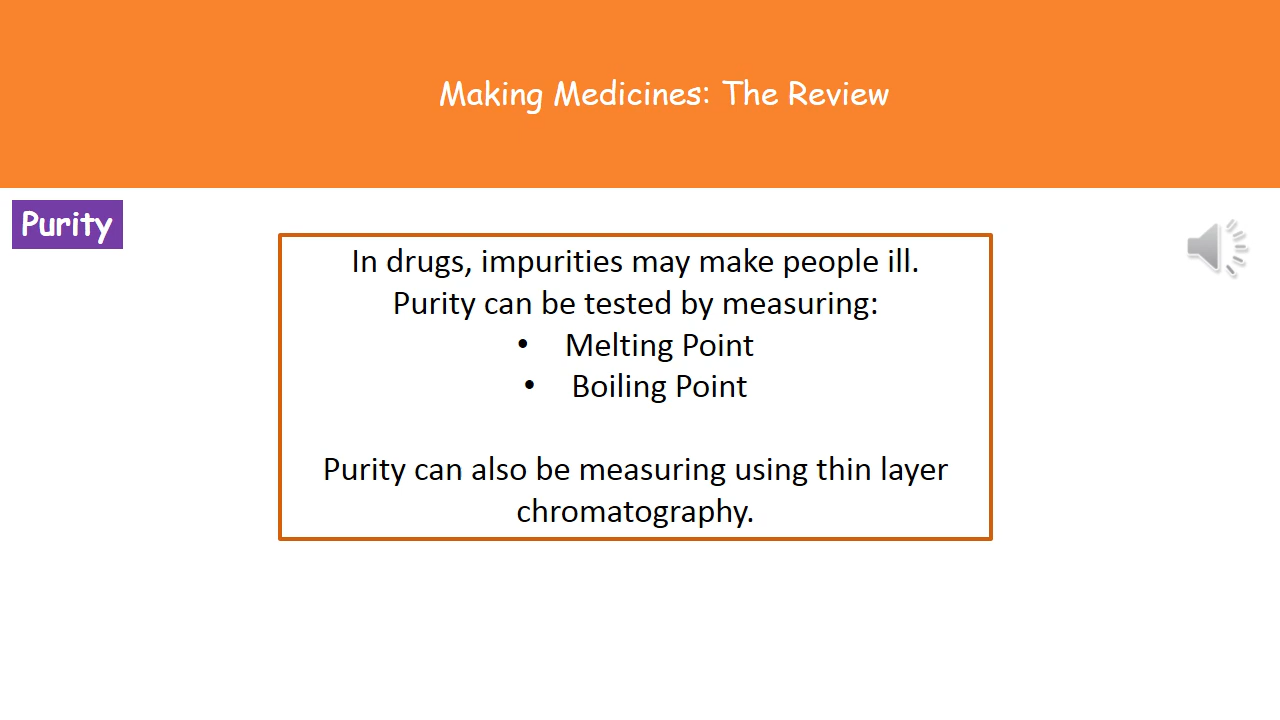 Making Medicines: The Review
Purity
In drugs, impurities may make people ill.
Purity can be tested by measuring:
• Melting Point
• Boiling Point
Purity can also be measuring using thin layer
chromatography.